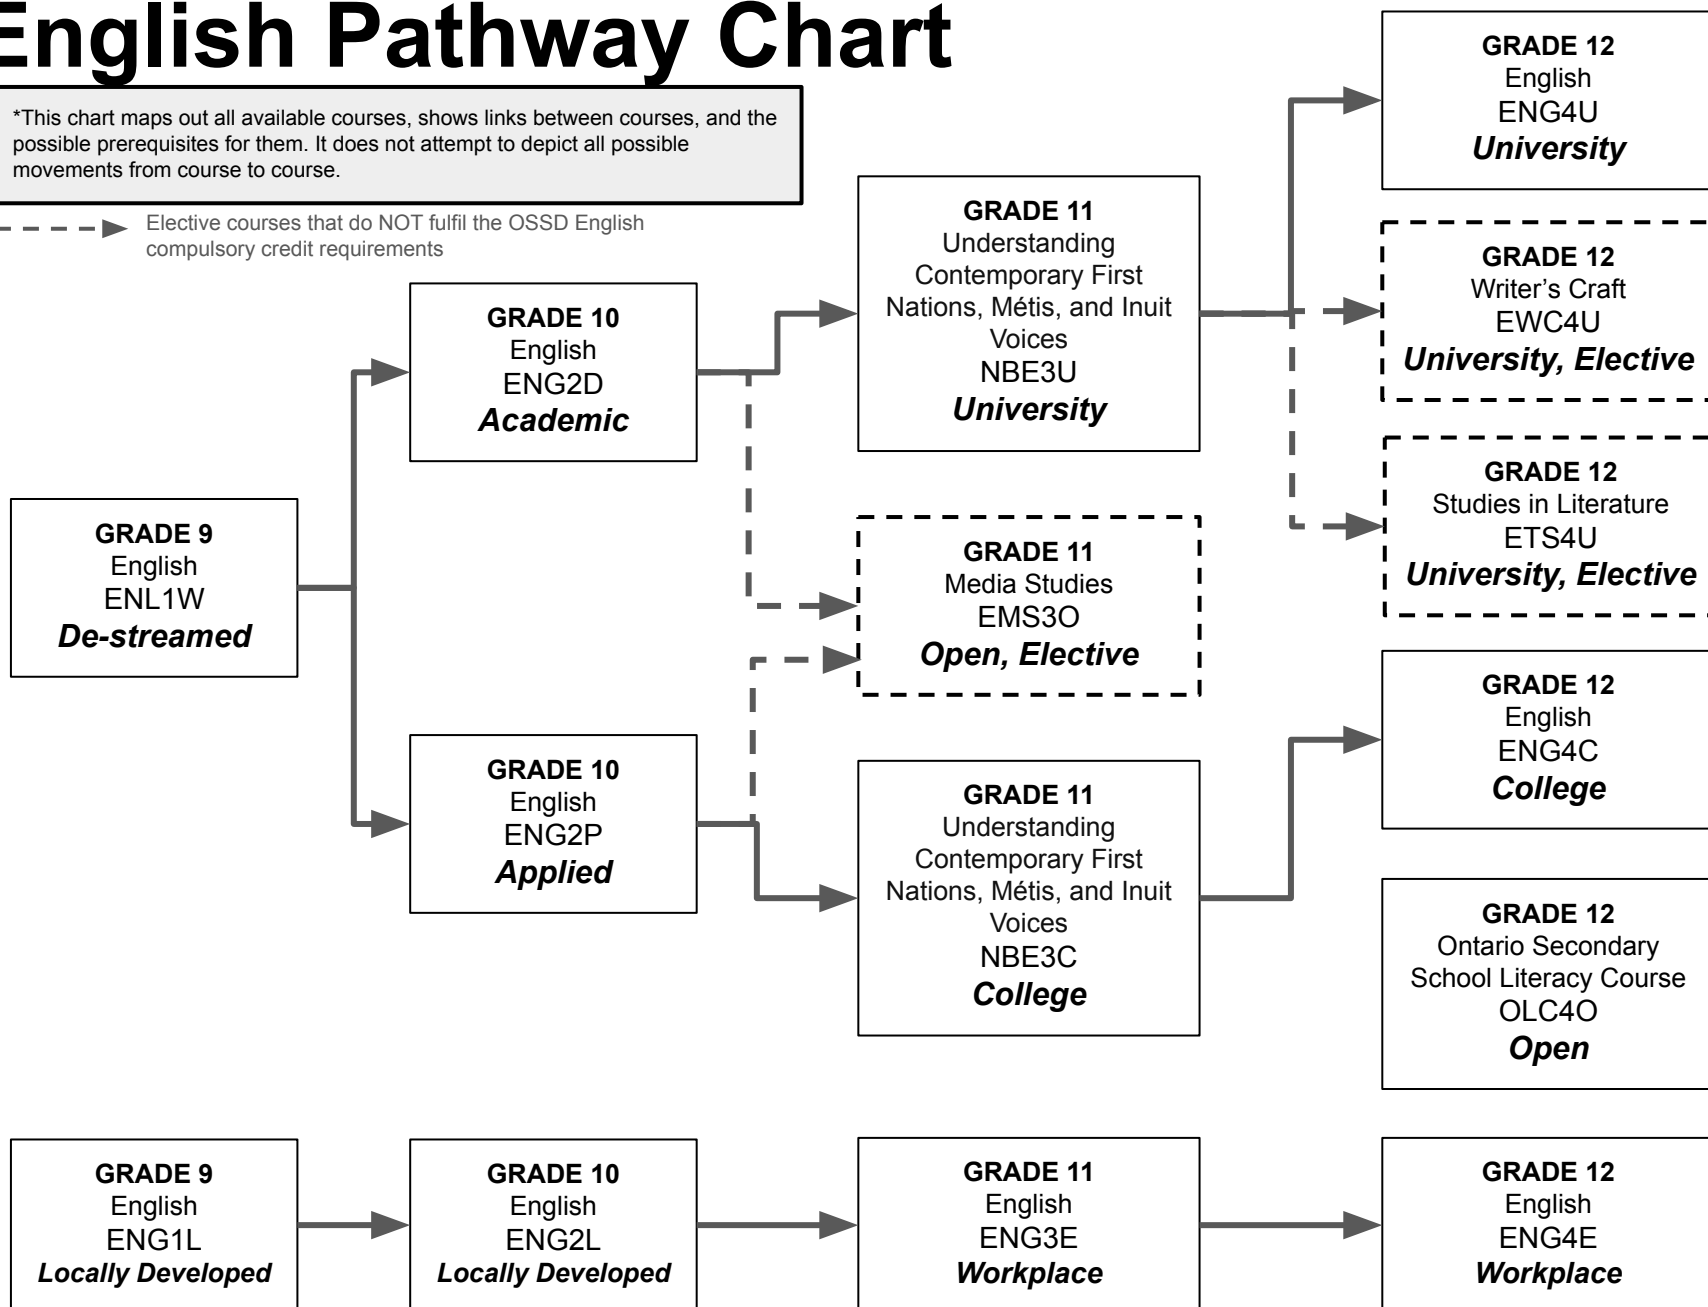 English Pathway Chart
*This chart maps out all available courses, shows links between courses, and the
possible prerequisites for them. It does not attempt to depict all possible
movements from course to course.
Elective courses that do NOT fulfil the OSSD English
compulsory credit requirements
GRADE 9
English
ENL1W
De-streamed
GRADE 10
English
ENG2D
Academic
GRADE 10
English
ENG2P
Applied
GRADE 11
Understanding
Contemporary First
Nations, Métis, and Inuit
Voices
NBE3U
University
GRADE 11
Media Studies
EMS3O
Open, Elective
GRADE 11
Understanding
Contemporary First
Nations, Métis, and Inuit
Voices
NBE3C
College
GRADE 12
English
ENG4U
University
GRADE 12
Writer’s Craft
EWC4U
University, Elective
GRADE 12
Studies in Literature
ETS4U
University, Elective
GRADE 12
English
ENG4C
College
GRADE 12
Ontario Secondary
School Literacy Course
OLC4O
Open
GRADE 9
English
ENG1L
Locally Developed
GRADE 10
English
ENG2L
Locally Developed
GRADE 11
English
ENG3E
Workplace
GRADE 12
English
ENG4E
Workplace